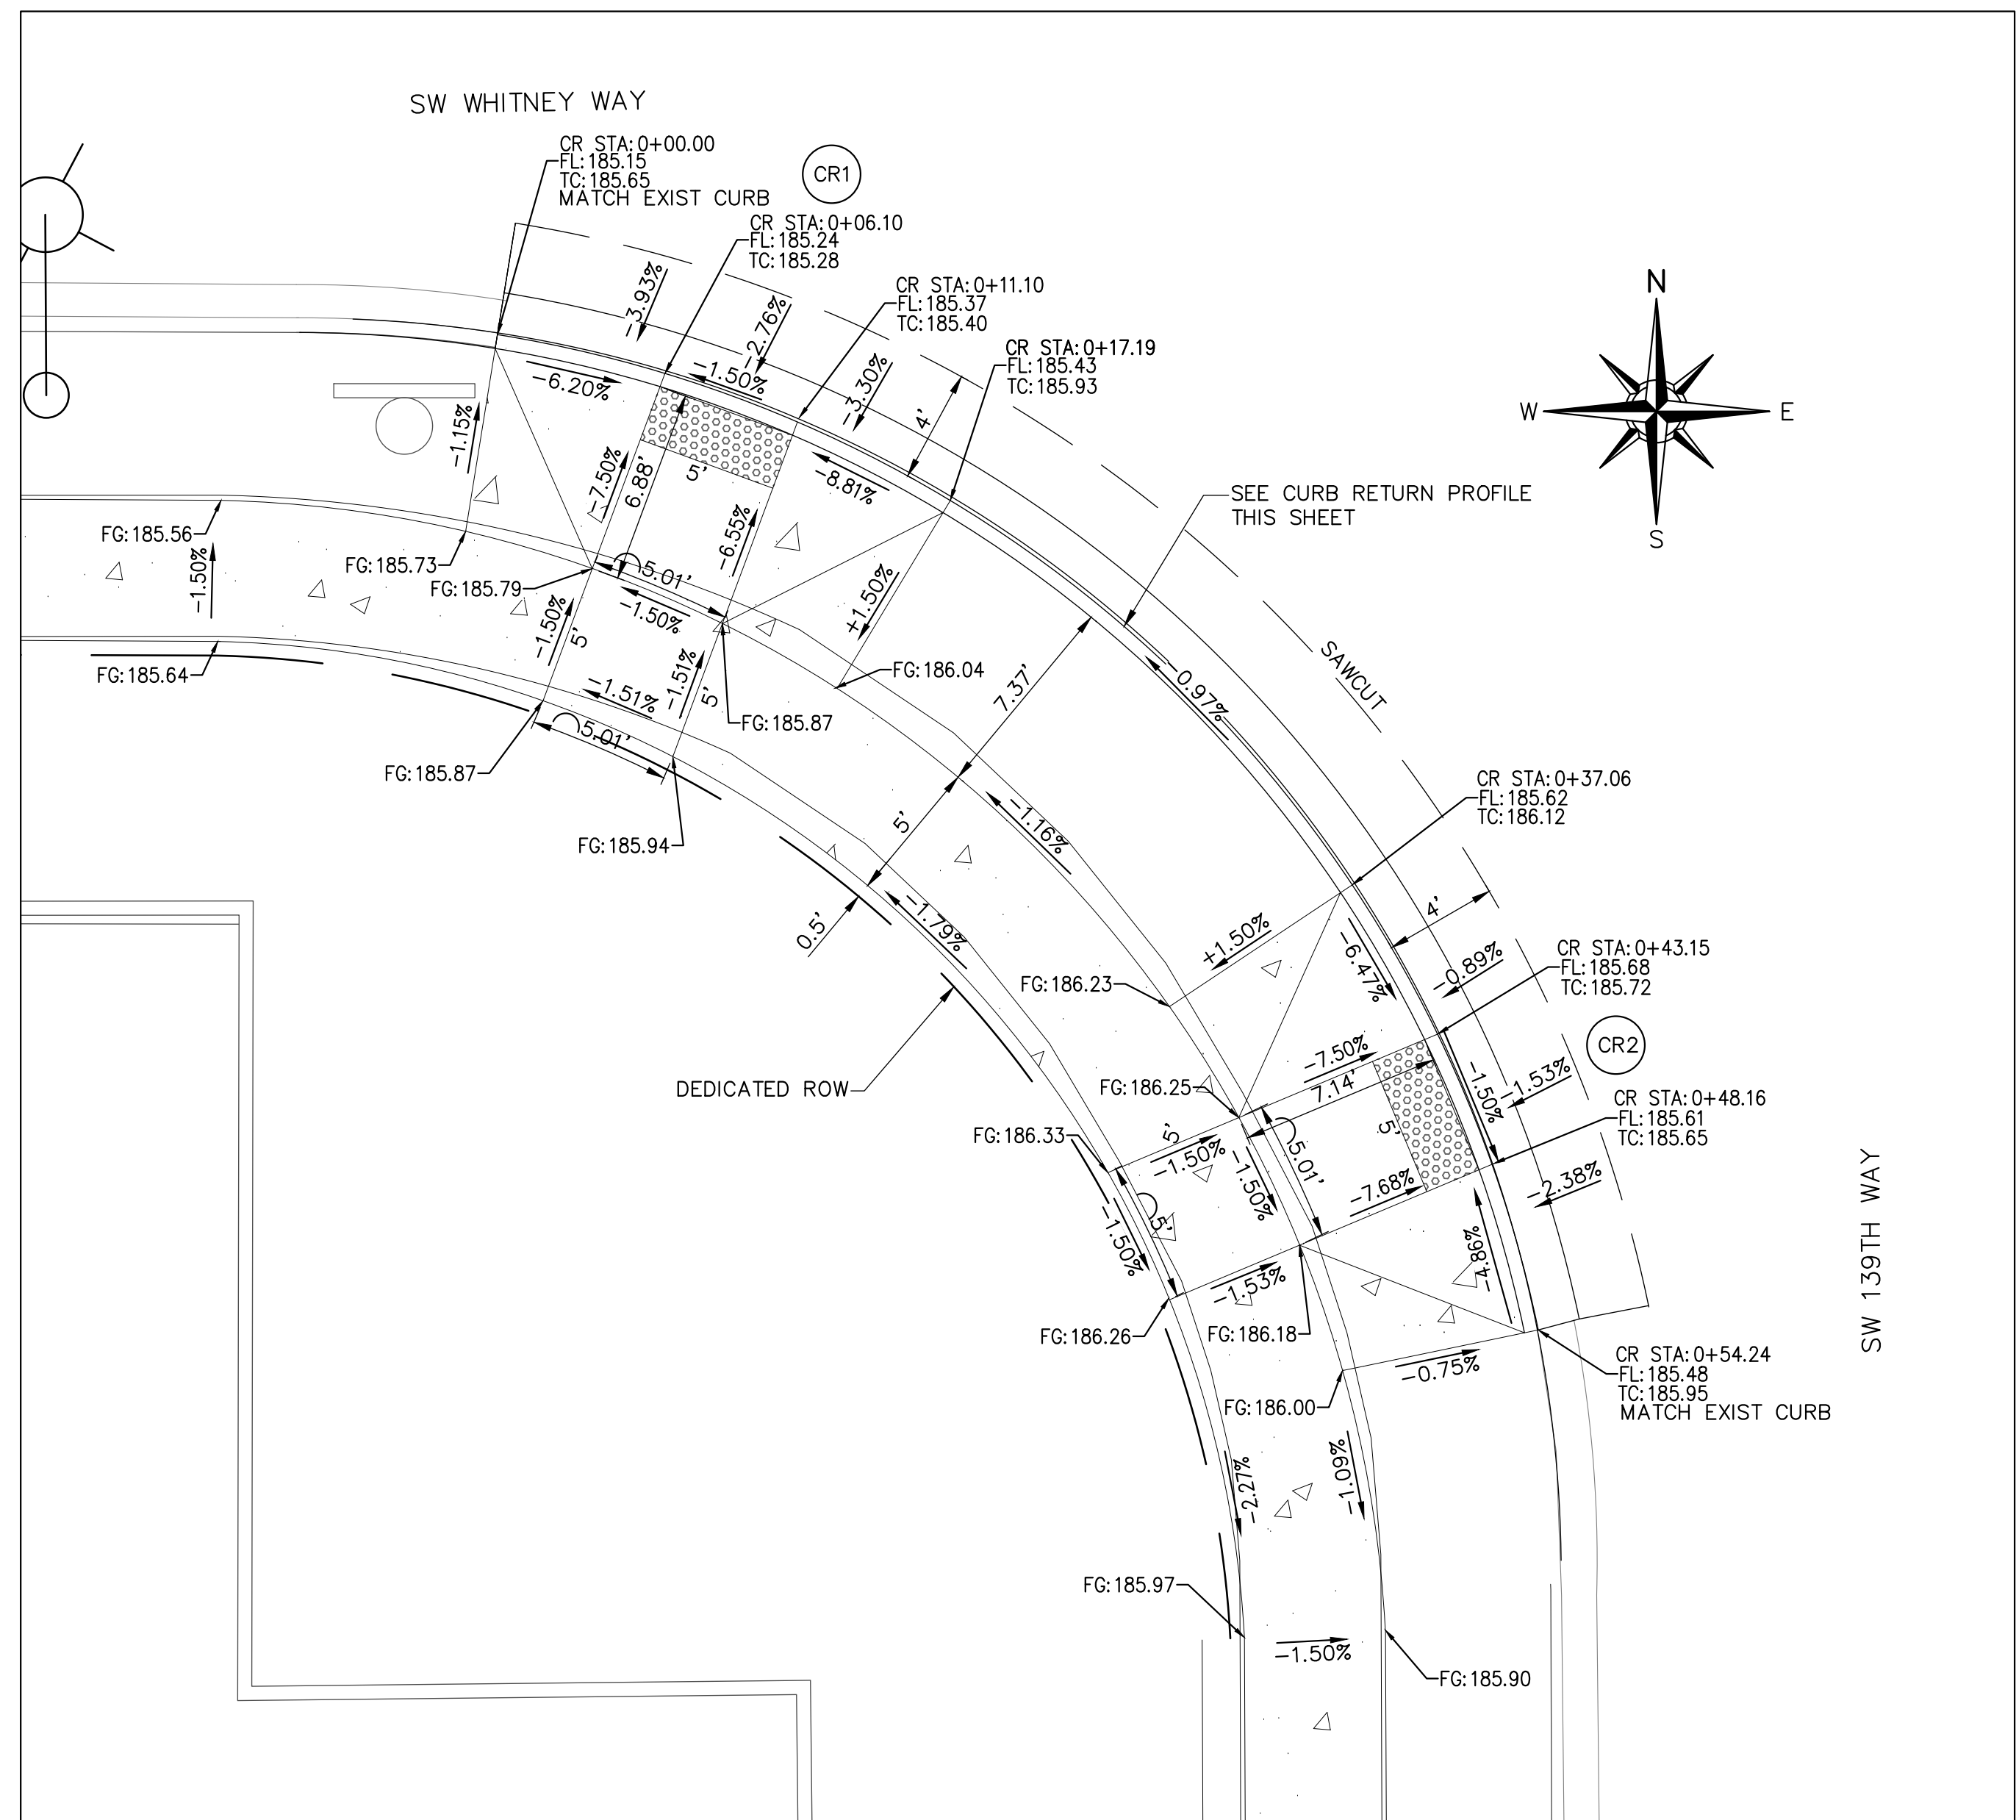 SW WHITNEY WAY
CR STA:0+00.00
FL:185.15
TC:185.65
MATCH EXIST CURB
CR1
CR STA:0+06.10
FL:185.24
TC:185.28
CR STA:0+11.10
FL:185.37
TC:185.40
CR STA:0+17.19
FL:185.43
TC:185.93
N
W
E
S
-3.93%
-2.76%
-3.30%
4'
-6.20%
-1.50%
-8.81%
-1.15%
-7.50%
6.88'
5'
-6.55%
SEE CURB RETURN PROFILE
THIS SHEET
FG:185.56
FG:185.73
FG:185.79
-1.50%
5.01'
-1.50%
+1.50%
-1.50%
5'
-1.51%
5'
-1.51%
5.01'
FG:185.64
FG:186.04
FG:185.87
FG:185.87
FG:185.94
7.37'
-0.97%
SAWCUT
5'
-1.16%
-1.79%
0.5'
CR STA:0+37.06
FL:185.62
TC:186.12
4'
+1.50%
-6.47%
-0.89%
CR STA:0+43.15
FL:185.68
TC:185.72
CR2
FG:186.23
DEDICATED ROW
FG:186.25
-7.50%
7.14'
5'
-1.50%
-1.53%
CR STA:0+48.16
FL:185.61
TC:185.65
FG:186.33
5'
-1.50%
-1.50%
5.01'
-7.68%
-2.38%
5'
-1.50%
-1.53%
-4.86%
FG:186.26
FG:186.18
SW 139TH WAY
-0.75%
CR STA:0+54.24
FL:185.48
TC:185.95
MATCH EXIST CURB
FG:186.00
-2.27%
-1.09%
FG:185.97
-1.50%
FG:185.90